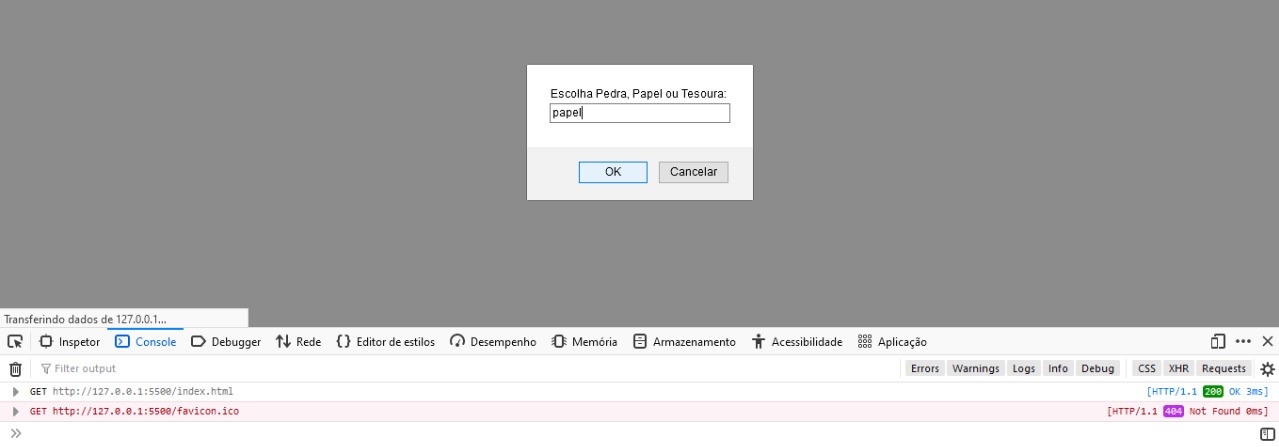 Escolha Pedra, Papel ou Tesoura:
papel
OK Cancelar
Transferindo dados de 127.0.0.1...
Inspetor Console Debugger Rede Editor de estilos Desempenho Memória Armazenamento Acessibilidade Aplicação
Filter output Errors Warnings Logs Info Debug CSS XHR Requests
GET http://127.0.0.1:5500/index.html [HTTP/1.1 200 OK 3ms]
GET http://127.0.0.1:5500/favicon.ico [HTTP/1.1 404 Not Found 0ms]